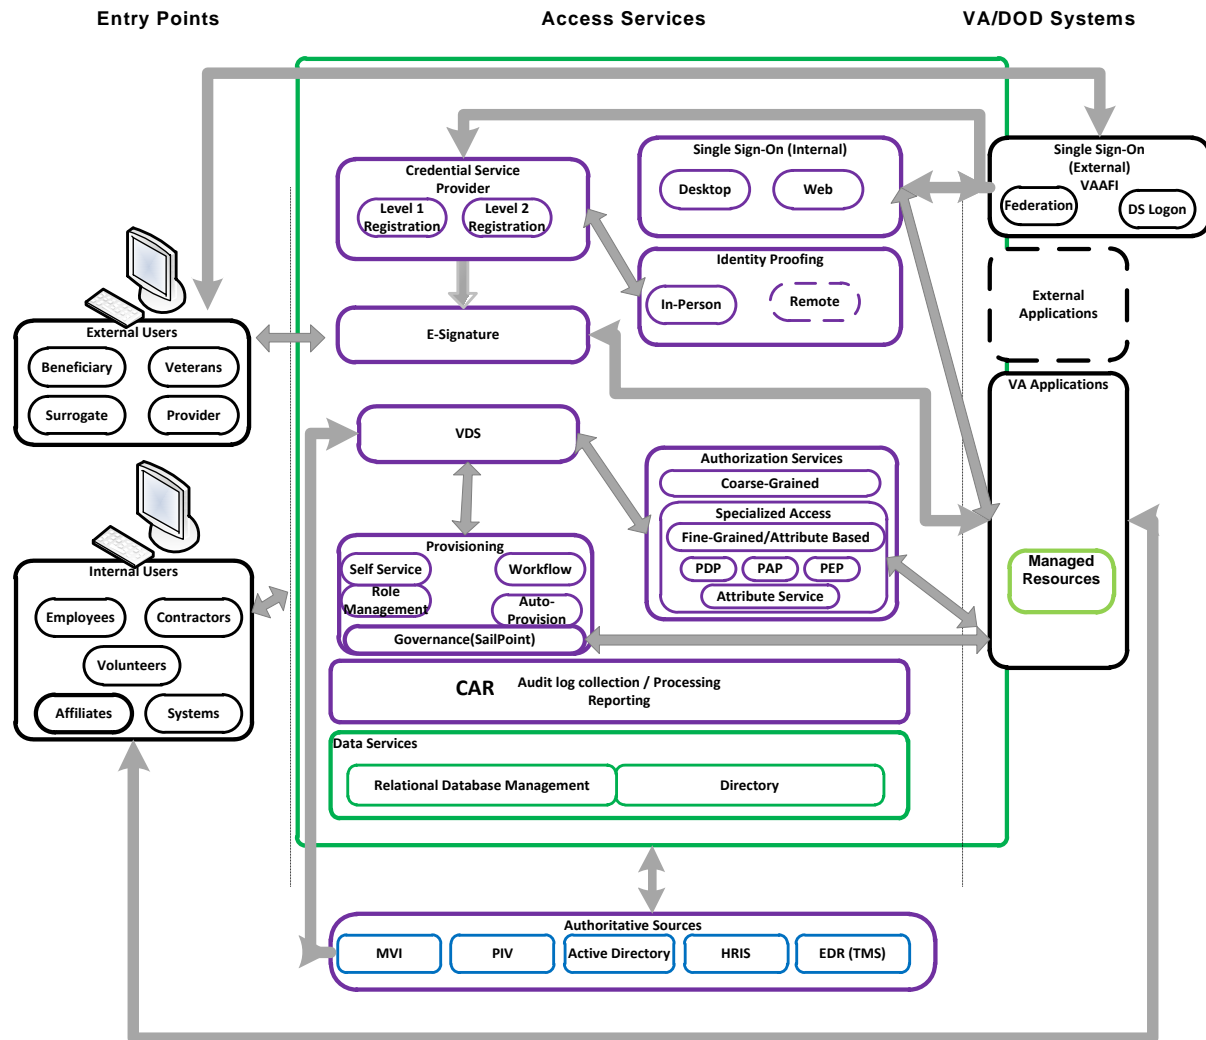 Entry Points
Access Services
VA/DOD Systems
Single Sign-On (Internal)
Desktop
Web
Credential Service
Provider
Level 1
Registration
Level 2
Registration
Single Sign-On
(External)
VAAFI
Federation
DS Logon
Identity Proofing
In-Person
Remote
External
Applications
External Users
Beneficiary
Veterans
Surrogate
Provider
E-Signature
VA Applications
VDS
Authorization Services
Coarse-Grained
Specialized Access
Fine-Grained/Attribute Based
PDP
PAP
PEP
Attribute Service
Managed
Resources
Provisioning
Self Service
Workflow
Role
Management
Auto-
Provision
Governance(SailPoint)
Internal Users
Employees
Contractors
Volunteers
Affiliates
Systems
CAR
Audit log collection / Processing
Reporting
Data Services
Relational Database Management
Directory
Authoritative Sources
MVI
PIV
Active Directory
HRIS
EDR (TMS)